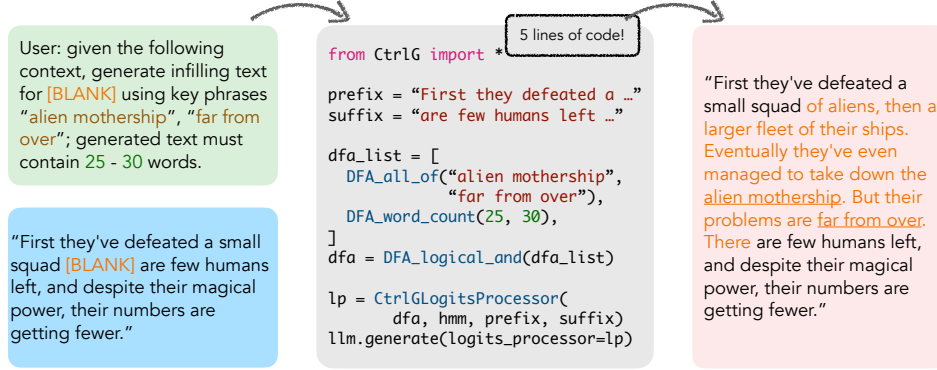 User: given the following
context, generate infilling text
for [BLANK] using key phrases
"alien mothership", "far from
over"; generated text must
contain 25 - 30 words.
"First they've defeated a small
squad [BLANK] are few humans
left, and despite their magical
power, their numbers are
getting fewer."
5 lines of code!
from CtrlG import *
prefix = “First they defeated a …”
suffix = “are few humans left …”
dfa_list = [
DFA_all_of(“alien mothership”,
“far from over”),
DFA_word_count(25, 30),
]
dfa = DFA_logical_and(dfa_list)
lp = CtrlGLogitsProcessor(
dfa, hmm, prefix, suffix)
llm.generate(logits_processor=lp)
“First they've defeated a
small squad of aliens, then a
larger fleet of their ships.
Eventually they've even
managed to take down the
alien mothership. But their
problems are far from over.
There are few humans left,
and despite their magical
power, their numbers are
getting fewer.”